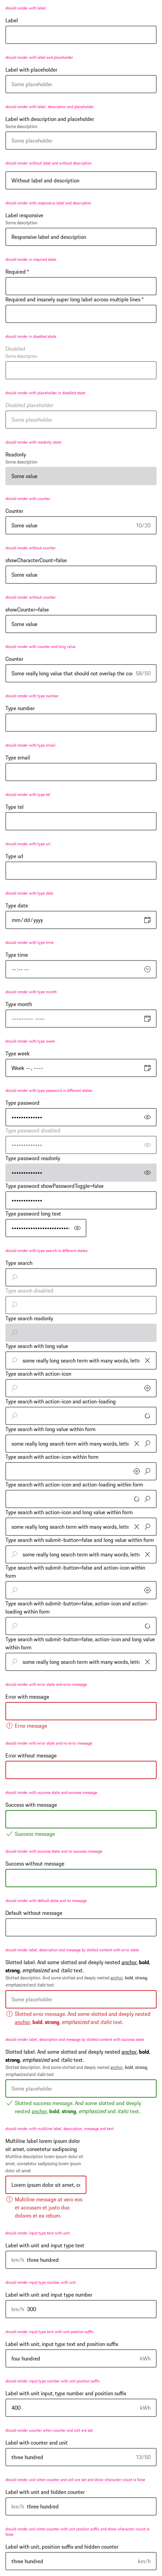 should render with label
Label
should render with label and placeholder
Label with placeholder
Some placeholder
should render with label, description and placeholder
Label with description and placeholder
Some description
Some placeholder
should render without label and without description
Without label and description
should render with responsive label and description
Label responsive
Some description
Responsive label and description
should render in required state
Required *
Required and insanely super long label across multiple lines *
should render in disabled state
Disabled
Some description
should render with placeholder in disabled state
Disabled placeholder
Some placeholder
should render with readonly state
Readonly
Some description
Some value
should render with counter
Counter
Some value 10/20
should render without counter
showCharacterCount=false
Some value
should render without counter
showCounter=false
Some value
should render with counter and long value
Counter
Some really long value that should not overlap the cou 59/60
should render with type number
Type number
should render with type email
Type email
should render with type tel
Type tel
should render with type url
Type url
should render with type date
Type date
mm/dd/yyyy
should render with type time
Type time
--:-- --
should render with type month
Type month
--------- ----
should render with type week
Type week
Week --, ----
should render with type password in different states
Type password
Type password disabled
Type password readonly
Type password showPasswordToggle=false
Type password long text
should render with type search in different states
Type search
Type search disabled
Type search readonly
Type search with long value
some really long search term with many words, lette
Type search with action-icon
Type search with action-icon and action-loading
Type search with long value within form
some really long search term with many words, lette
Type search with action-icon within form
Type search with action-icon and action-loading within form
Type search with action-icon and long value within form
some really long search term with many words, lette
Type search with submit-button=false and long value within form
some really long search term with many words, lette
Type search with submit-button=false and action-icon within
form
Type search with submit-button=false, action-icon and action-
loading within form
Type search with submit-button=false, action-icon and long value
within form
some really long search term with many words, lette
should render with error state and error message
Error with message
Error message
should render with error state and no error message
Error without message
should render with success state and success message
Success with message
Success message
should render with success state and no success message
Success without message
should render with default state and no message
Default without message
should render label, description and message by slotted content with error state
Slotted label. And some slotted and deeply nested anchor, bold,
strong, emphasized and italic text.
Slotted description. And some slotted and deeply nested anchor, bold, strong,
emphasized and italic text.
Some placeholder
Slotted error message. And some slotted and deeply nested
anchor, bold, strong, emphasized and italic text.
should render label, description and message by slotted content with success state
Slotted label. And some slotted and deeply nested anchor, bold,
strong, emphasized and italic text.
Slotted description. And some slotted and deeply nested anchor, bold, strong,
emphasized and italic text.
Some placeholder
Slotted success message. And some slotted and deeply
nested anchor, bold, strong, emphasized and italic text.
should render with multiline label, description, message and text
Multiline label lorem ipsum dolor
sit amet, consetetur sadipscing
Multiline description lorem ipsum dolor sit
amet, consetetur sadipscing lorem ipsum
dolor sit amet
Lorem ipsum dolor sit amet, co
Multiline message at vero eos
et accusam et justo duo
dolores et ea rebum.
should render input type text with unit
Label with unit and input type text
km/h three hundred
should render input type number with unit
Label with unit and input type number
km/h 300
should render input type text with unit position suffix
Label with unit, input type text and position suffix
four hundred kWh
should render input type number with unit position suffix
Label with unit input, type number and position suffix
400 kWh
should render counter when counter and unit are set
Label with counter and unit
three hundred 13/50
should render unit when counter and unit are set and show-character-count is false
Label with unit and hidden counter
km/h three hundred
should render unit when counter with unit position suffix and show-character-count is
false
Label with unit, position suffix and hidden counter
three hundred km/h